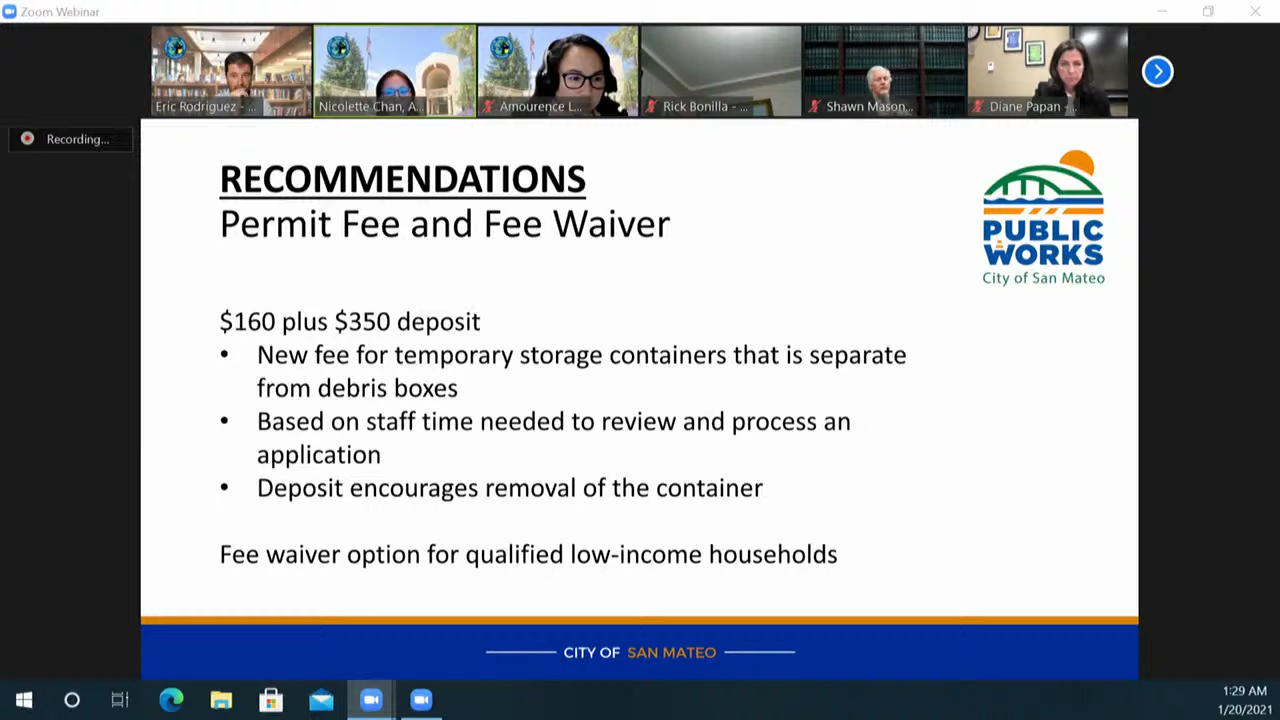 Zoom Webinar
Eric Rodriguez - ...
Nicolette Chan, A...
Amourence L...
Rick Bonilla - ...
Shawn Mason,...
Diane Papan - ...
Recording...
RECOMMENDATIONS
Permit Fee and Fee Waiver
PUBLIC
WORKS
City of San Mateo
$160 plus $350 deposit
• New fee for temporary storage containers that is separate
from debris boxes
• Based on staff time needed to review and process an
application
• Deposit encourages removal of the container
Fee waiver option for qualified low-income households
CITY OF SAN MATEO
1:29 AM
1/20/2021